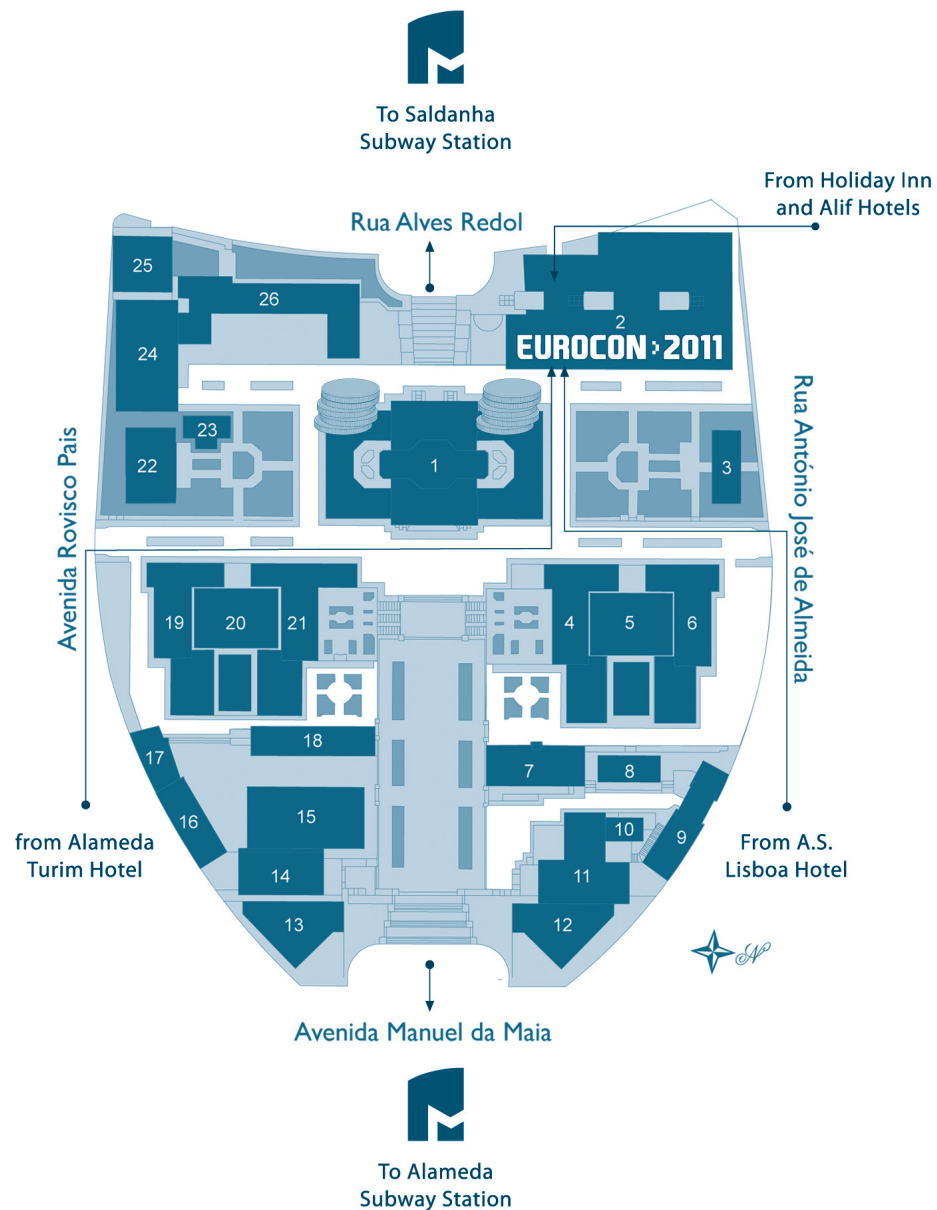 To Saldanha
Subway Station
From Holiday Inn
and Alif Hotels
Rua Alves Redol
25
26
2
EUROCON 2011
24
23
22
1
3
Avenida Rovisco Pais
Rua António José de Almeida
19
20
21
4
5
6
18
17
7
8
16
15
10
9
from Alameda
Turim Hotel
From A.S.
Lisboa Hotel
14
11
13
12
N
Avenida Manuel da Maia
To Alameda
Subway Station